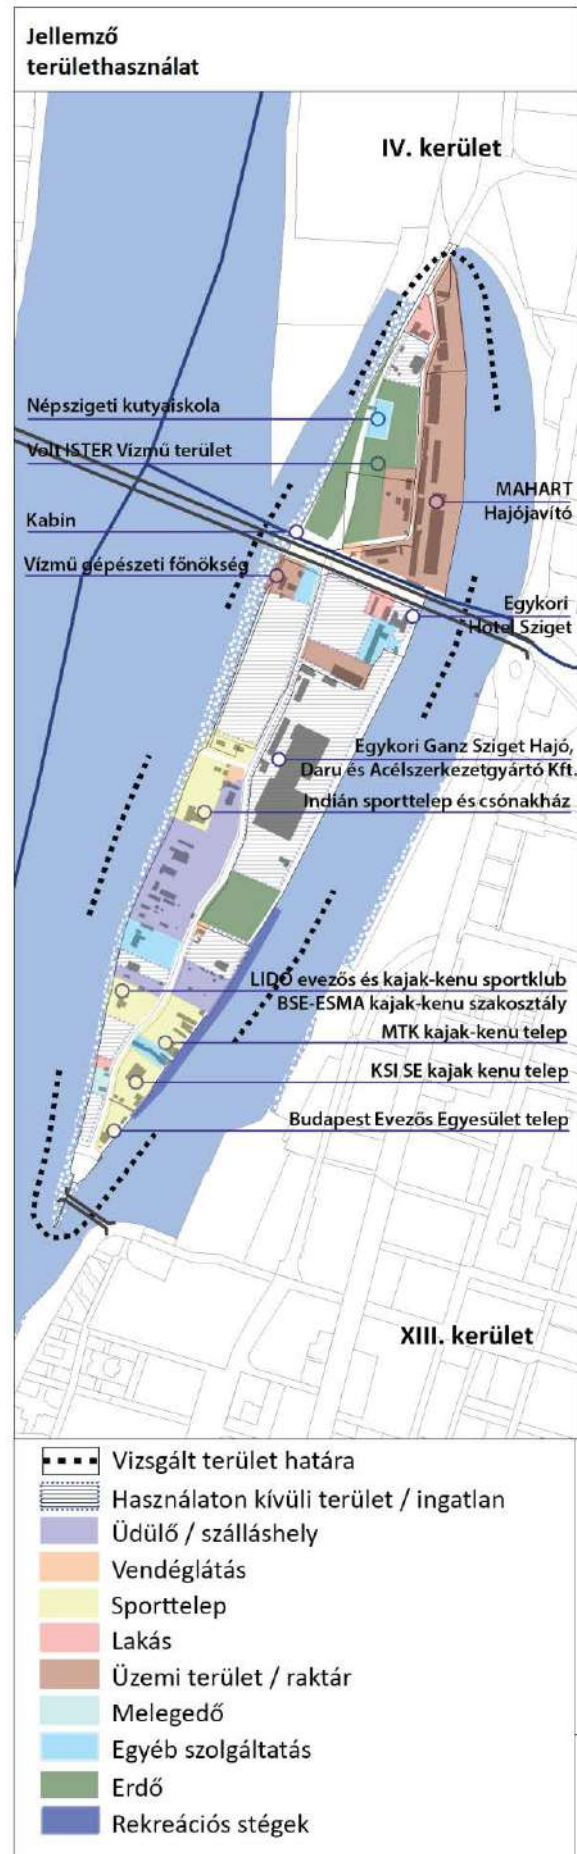 Jellemző
területhasználat
IV. kerület
Népszigeti kutyaiskola
Volt ISTER Vízmű terület
MAHART
Hajójavító
Kabin
Vízmű gépészeti főnökség
Egykori
Hotel Sziget
Egykori Ganz Sziget Hajó,
Daru és Acélszerkezetgyártó Kft.
Indián sporttelep és csónakház
LIDO evezős és kajak-kenu sportklub
BSE-ESMA kajak-kenu szakosztály
MTK kajak-kenu telep
KSI SE kajak kenu telep
Budapest Evezős Egyesület telep
XIII. kerület
Vizsgált terület határa
Használaton kívüli terület / ingatlan
Üdülő / szálláshely
Vendéglátás
Sporttelep
Lakás
Üzemi terület / raktár
Melegedő
Egyéb szolgáltatás
Erdő
Rekreációs stégek